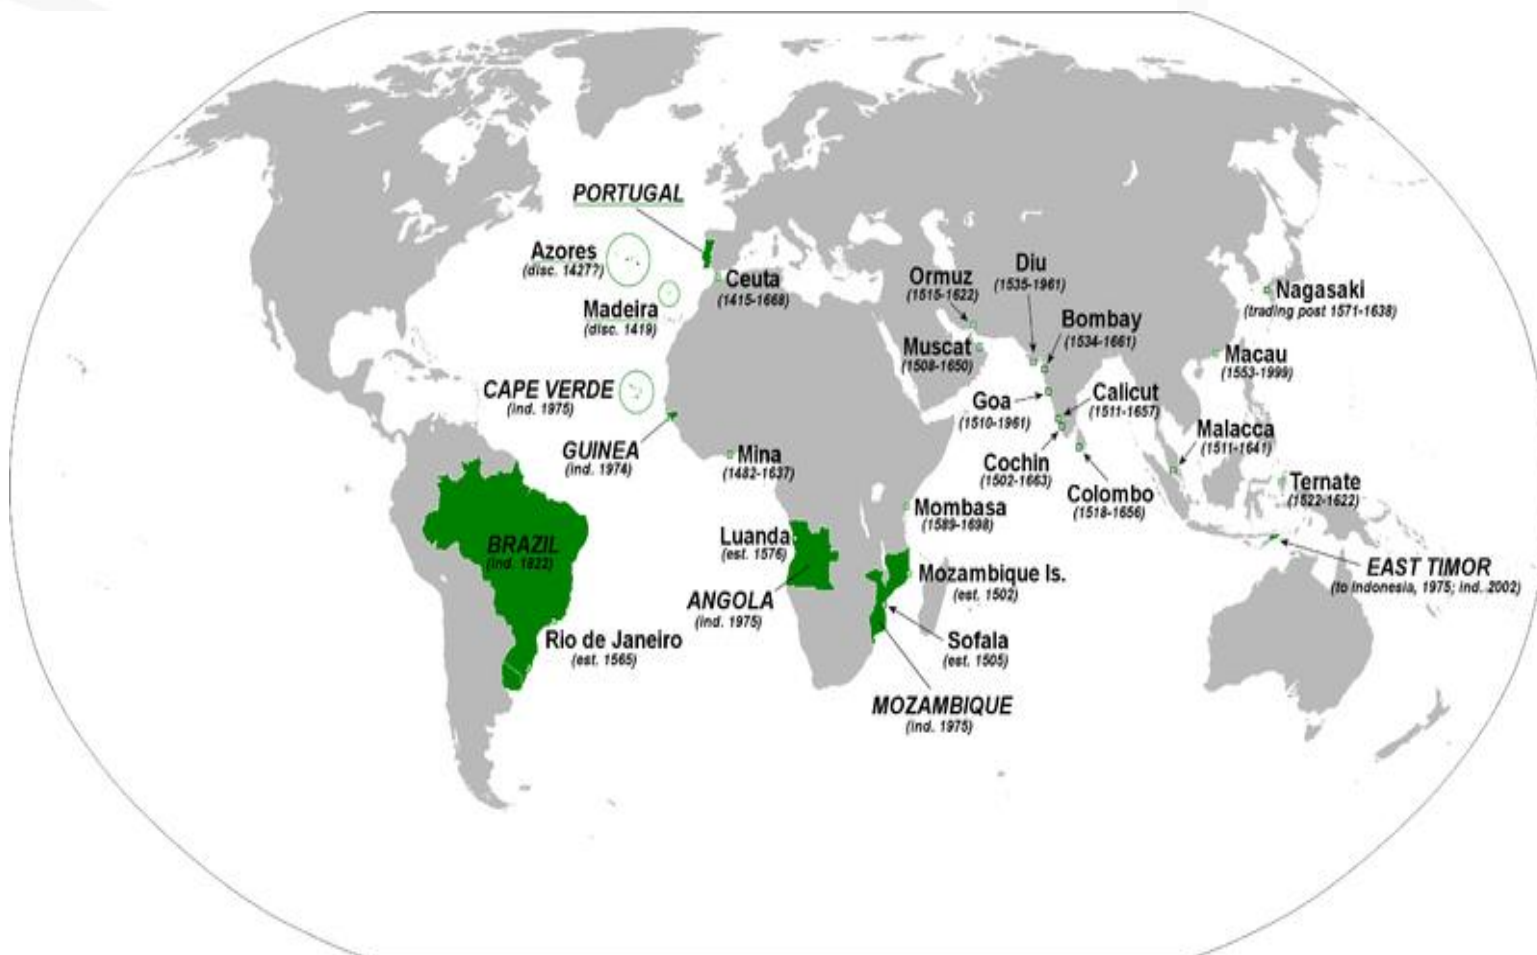 PORTUGAL
Azores
(disc. 1427?)
Madeira
(disc. 1419)
Ceuta
(1415-1668)
CAPE VERDE
(ind. 1975)
GUINEA
(ind. 1974)
Mina
(1482-1637)
BRAZIL
(ind. 1822)
Rio de Janeiro
(est. 1565)
Luanda
(est. 1576)
ANGOLA
(ind. 1975)
Ormuz
(1515-1622)
Diu
(1535-1961)
Muscat
(1508-1650)
Bombay
(1534-1661)
Goa
(1510-1961)
Calicut
(1511-1657)
Cochin
(1502-1663)
Colombo
(1518-1656)
Mombasa
(1589-1698)
Mozambique Is.
(est. 1502)
Sofala
(est. 1505)
MOZAMBIQUE
(ind. 1975)
Nagasaki
(trading post 1571-1638)
Macau
(1553-1999)
Malacca
(1511-1641)
Ternate
(1522-1622)
EAST TIMOR
(to Indonesia, 1975; ind. 2002)